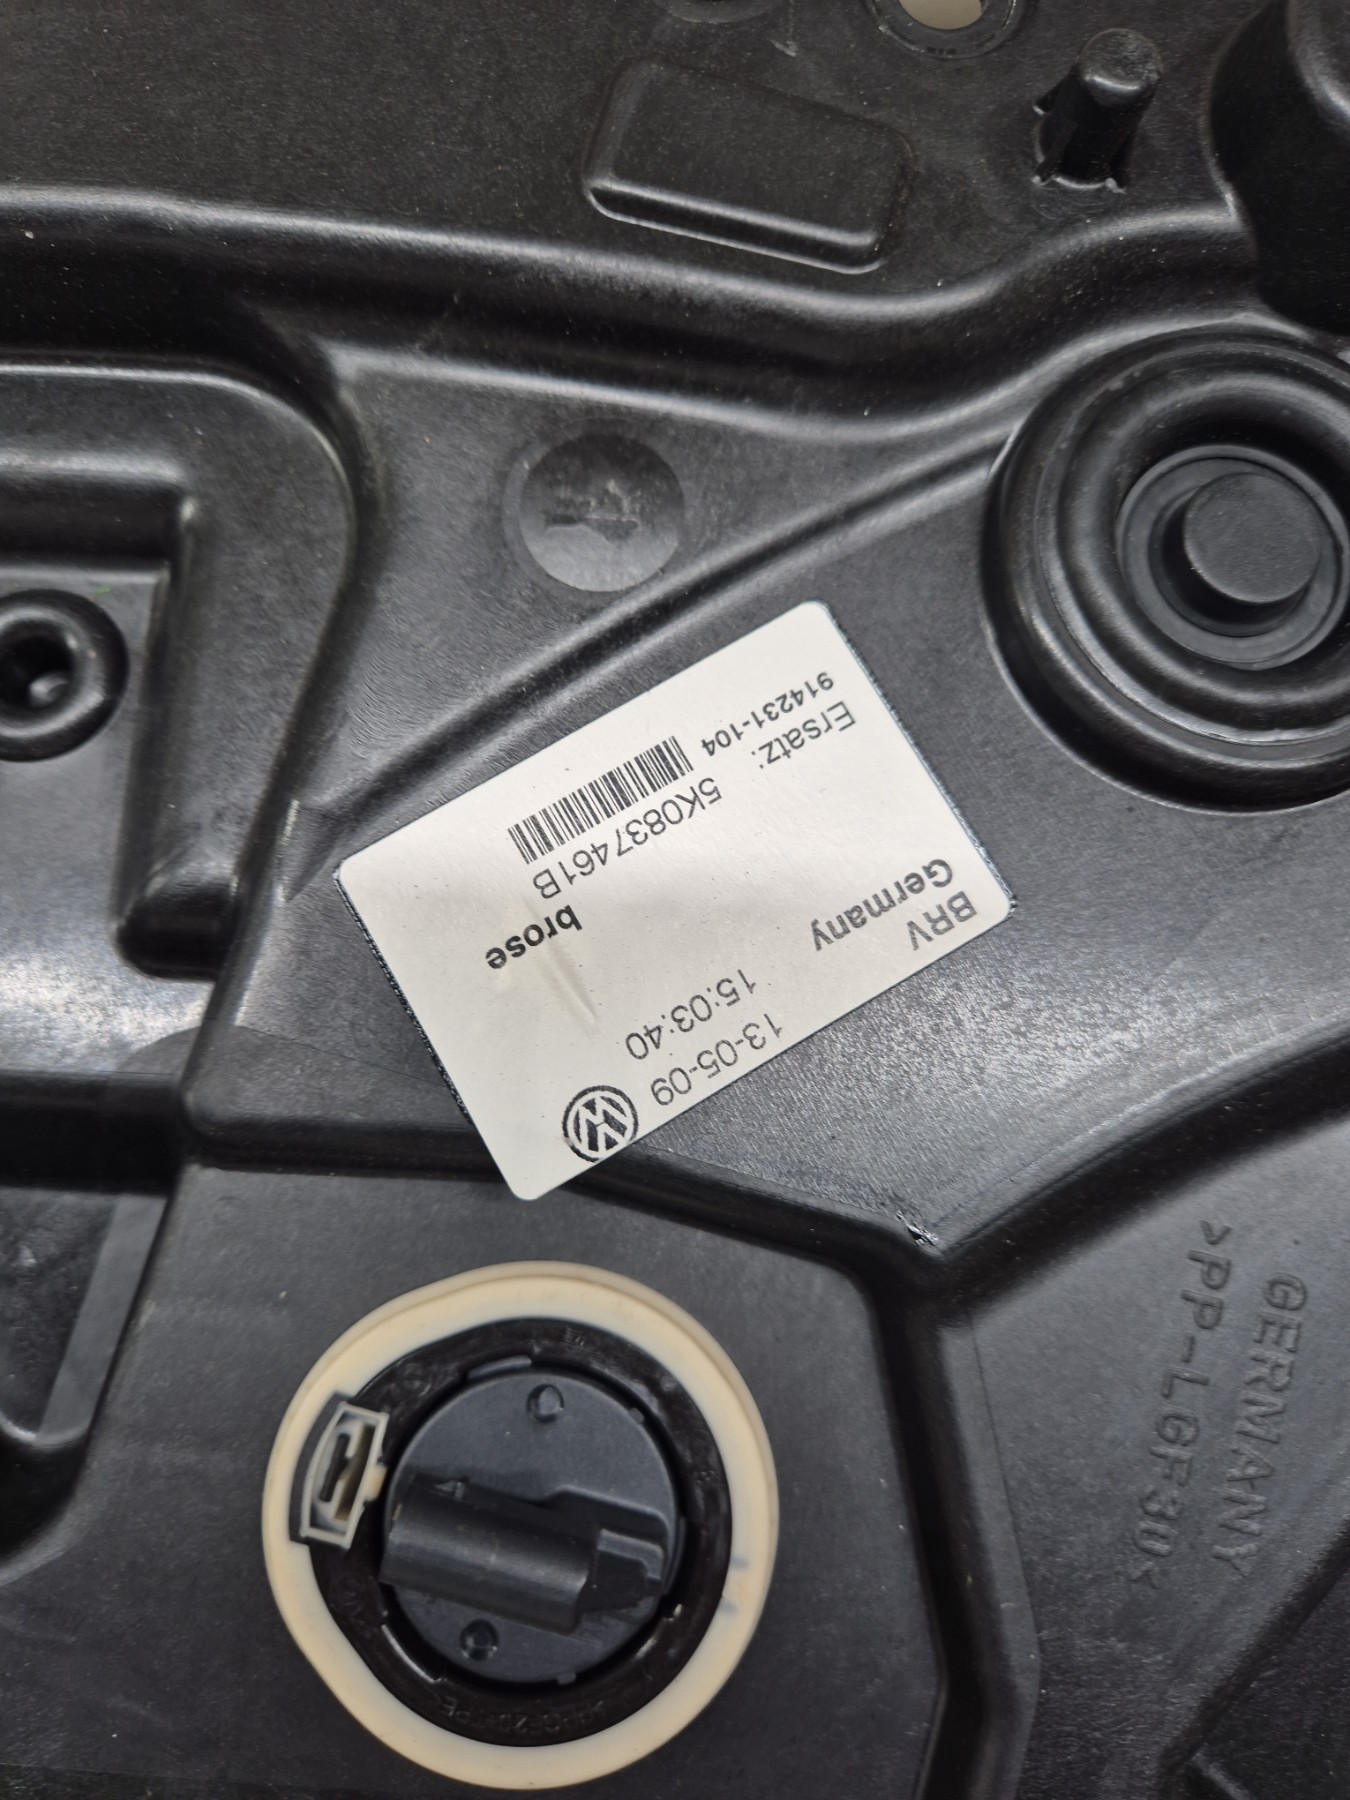 13-05-09
15:03:40
BRV
Germany
brose
5K0837461B
Ersatz:
914231-104
GERMANY
>PP-LGF30<